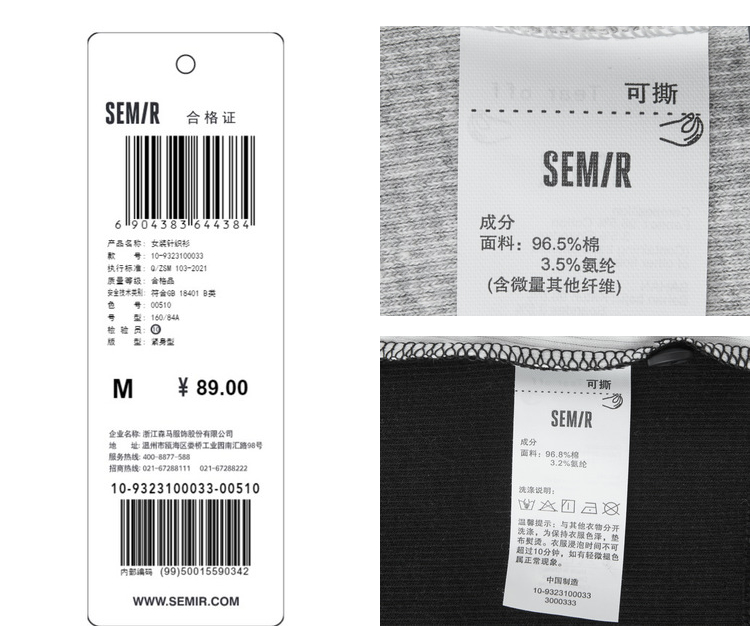 SEM/R 合格证
6 904383 644384
产品名称: 女装针织衫
款 号: 10-9323100033
执行标准: Q/ZSM 103-2021
质量等级: 合格品
安全技术类别: 符合GB 18401 B类
色 号: 00510
号 型: 160/84A
检 验 员:
版 型: 紧身型
M ¥ 89.00
企业名称: 浙江森马服饰股份有限公司
地 址: 温州市瓯海区娄桥工业园南汇路98号
服务热线: 400-8877-588
招商热线: 021-67288111 021-67288222
10-9323100033-00510
内部编码 (99)50015590342
WWW.SEMIR.COM
Tear off
可撕
SEM/R
成分
面料: 96.5%棉
3.5%氨纶
(含微量其他纤维)
可撕
SEM/R
成分
面料: 96.8%棉
3.2%氨纶
洗涤说明:
温馨提示: 与其他衣物分开
洗涤, 为保持衣服色泽, 垫
布熨烫。衣服浸泡时间不可
超过10分钟, 如有轻微褪色
属正常现象。
中国制造
10-9323100033
3000333